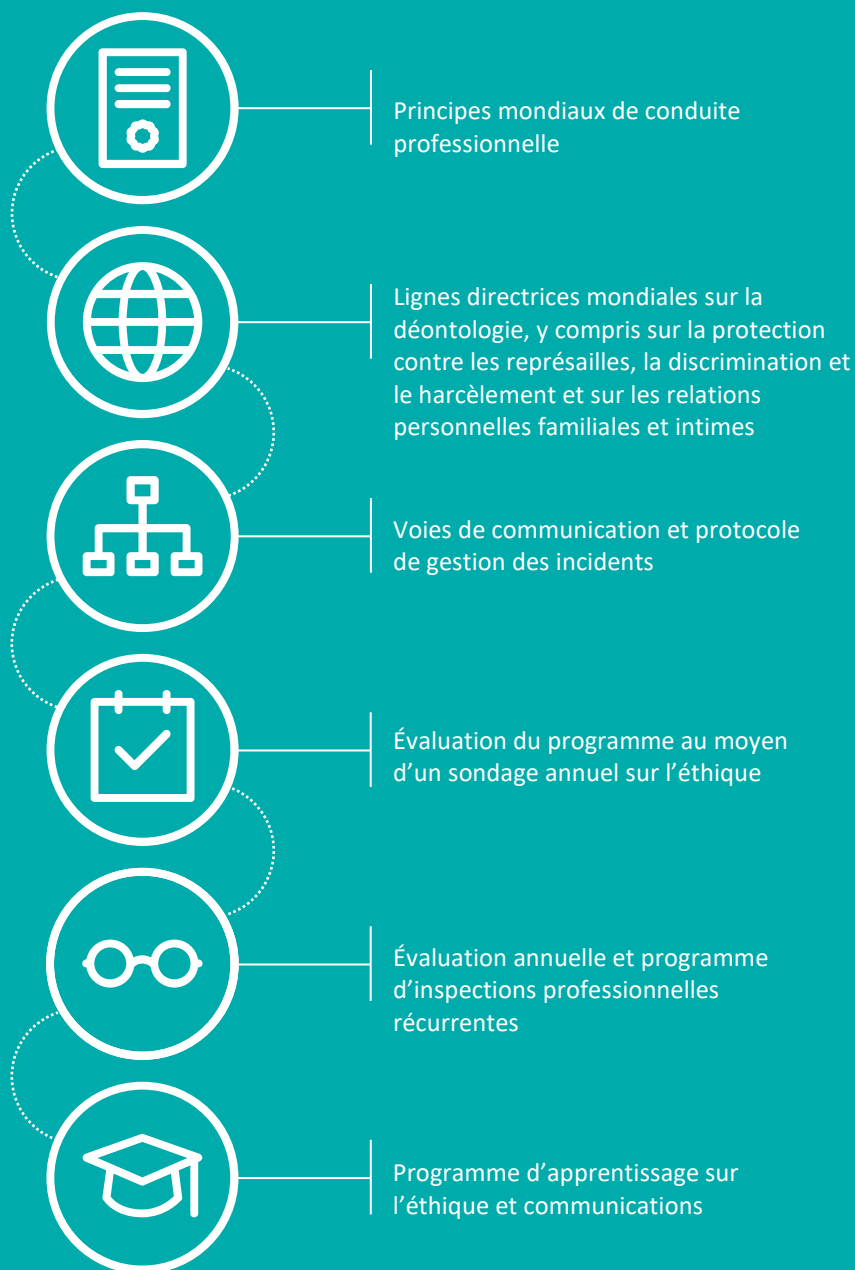 Principes mondiaux de conduite
professionnelle
Lignes directrices mondiales sur la
déontologie, y compris sur la protection
contre les représailles, la discrimination et
le harcèlement et sur les relations
personnelles familiales et intimes
Voies de communication et protocole
de gestion des incidents
Évaluation du programme au moyen
d’un sondage annuel sur l’éthique
Évaluation annuelle et programme
d’inspections professionnelles
récurrentes
Programme d’apprentissage sur
l’éthique et communications